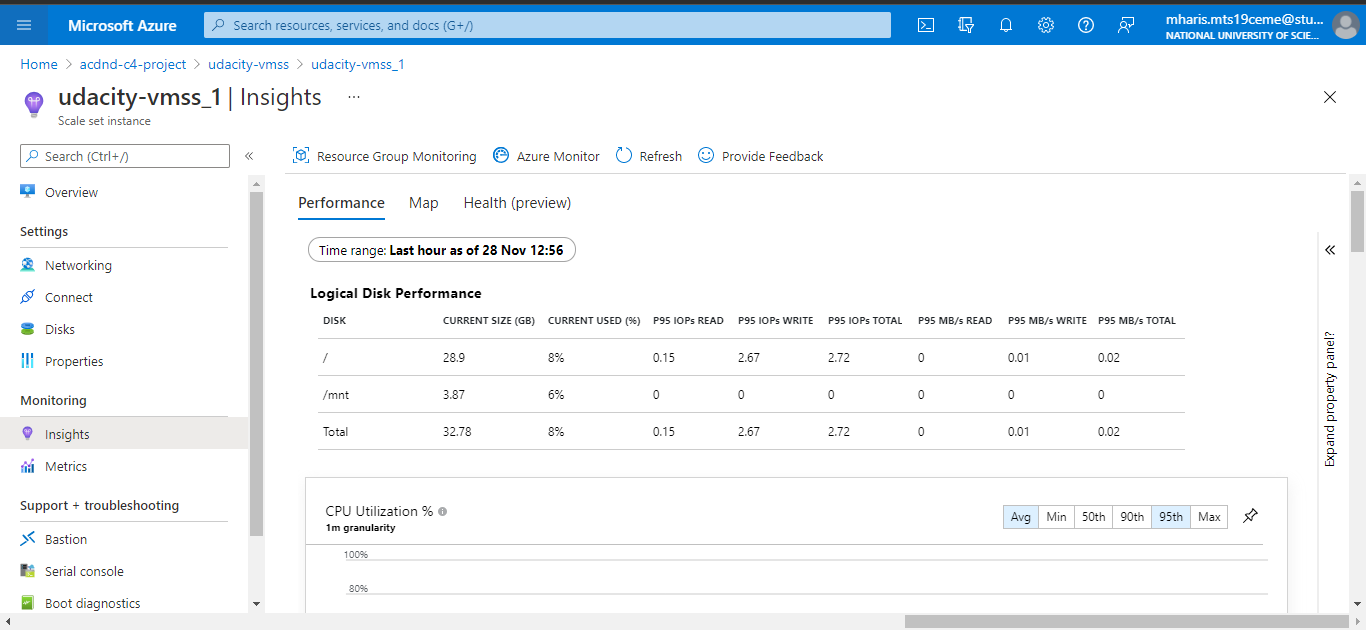 Microsoft Azure
Search resources, services, and docs (G+/)
mharis.mts19ceme@stu...
NATIONAL UNIVERSITY OF SCIE...
Home > acdnd-c4-project > udacity-vmss > udacity-vmss_1
udacity-vmss_1 | Insights ...
Scale set instance
Search (Ctrl+/)
«
Overview
Settings
Networking
Connect
Disks
Properties
Monitoring
Insights
Metrics
Support + troubleshooting
Bastion
Serial console
Boot diagnostics
Resource Group Monitoring Azure Monitor Refresh Provide Feedback
Performance Map Health (preview)
Time range: Last hour as of 28 Nov 12:56
Logical Disk Performance
DISK CURRENT SIZE (GB) CURRENT USED (%) P95 IOPs READ P95 IOPs WRITE P95 IOPs TOTAL P95 MB/s READ P95 MB/s WRITE P95 MB/s TOTAL
/ 28.9 8% 0.15 2.67 2.72 0 0.01 0.02
/mnt 3.87 6% 0 0 0 0 0 0
Total 32.78 8% 0.15 2.67 2.72 0 0.01 0.02
CPU Utilization %
1m granularity
Avg Min 50th 90th 95th Max
100%
80%
«
Expand property panel?